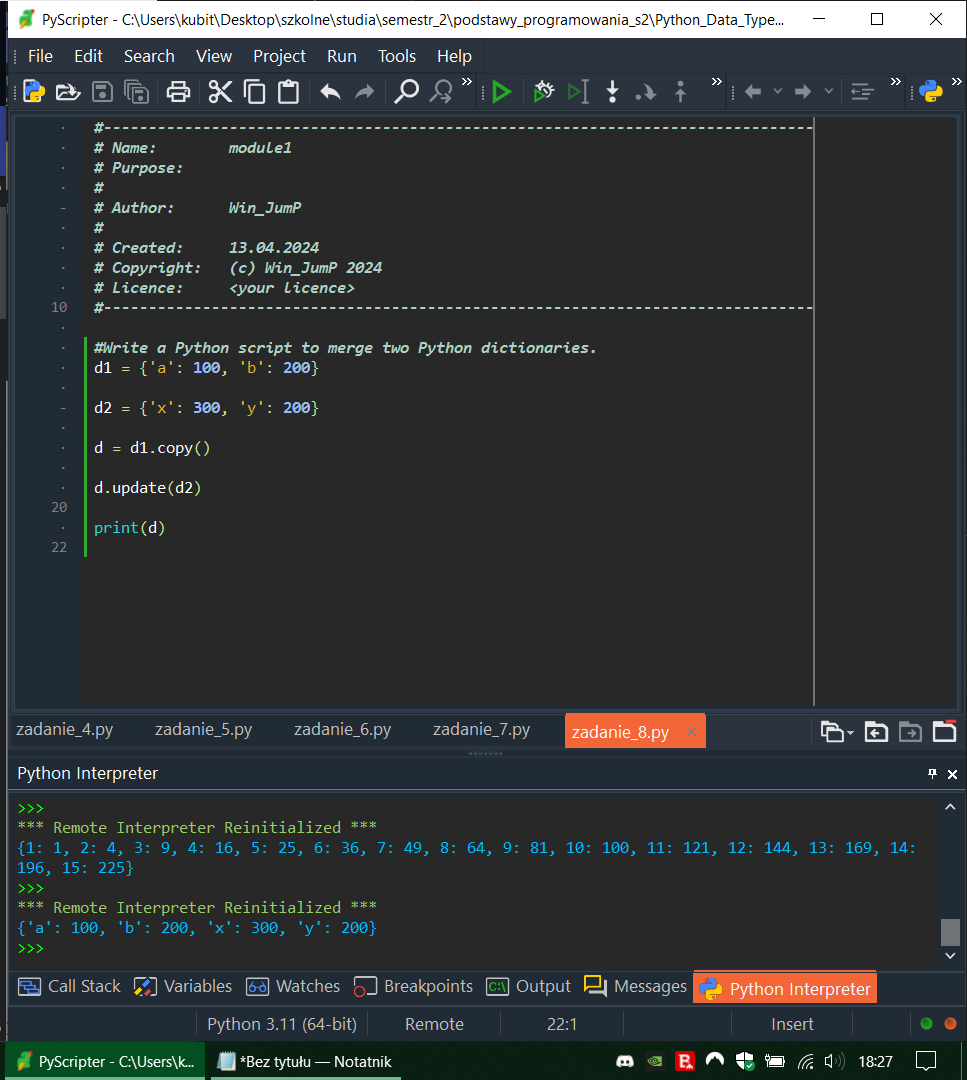 PyScripter - C:\Users\kubit\Desktop\szkolne\studia\semestr_2\podstawy_programowania_s2\Python_Data_Type...
File Edit Search View Project Run Tools Help
#------------------------------------------------------------------------------
# Name:        module1
# Purpose:
#
# Author:      Win_JumP
#
# Created:     13.04.2024
# Copyright:   (c) Win_JumP 2024
# Licence:     <your licence>
10 #------------------------------------------------------------------------------
#Write a Python script to merge two Python dictionaries.
d1 = {'a': 100, 'b': 200}
d2 = {'x': 300, 'y': 200}
d = d1.copy()
d.update(d2)
20
print(d)
22
zadanie_4.py zadanie_5.py zadanie_6.py zadanie_7.py zadanie_8.py ×
Python Interpreter
>>>
*** Remote Interpreter Reinitialized ***
{1: 1, 2: 4, 3: 9, 4: 16, 5: 25, 6: 36, 7: 49, 8: 64, 9: 81, 10: 100, 11: 121, 12: 144, 13: 169, 14:
196, 15: 225}
>>>
*** Remote Interpreter Reinitialized ***
{'a': 100, 'b': 200, 'x': 300, 'y': 200}
>>>
Call Stack Variables Watches Breakpoints Output Messages Python Interpreter
Python 3.11 (64-bit) Remote 22:1 Insert
PyScripter - C:\Users\k... *Bez tytułu — Notatnik 18:27